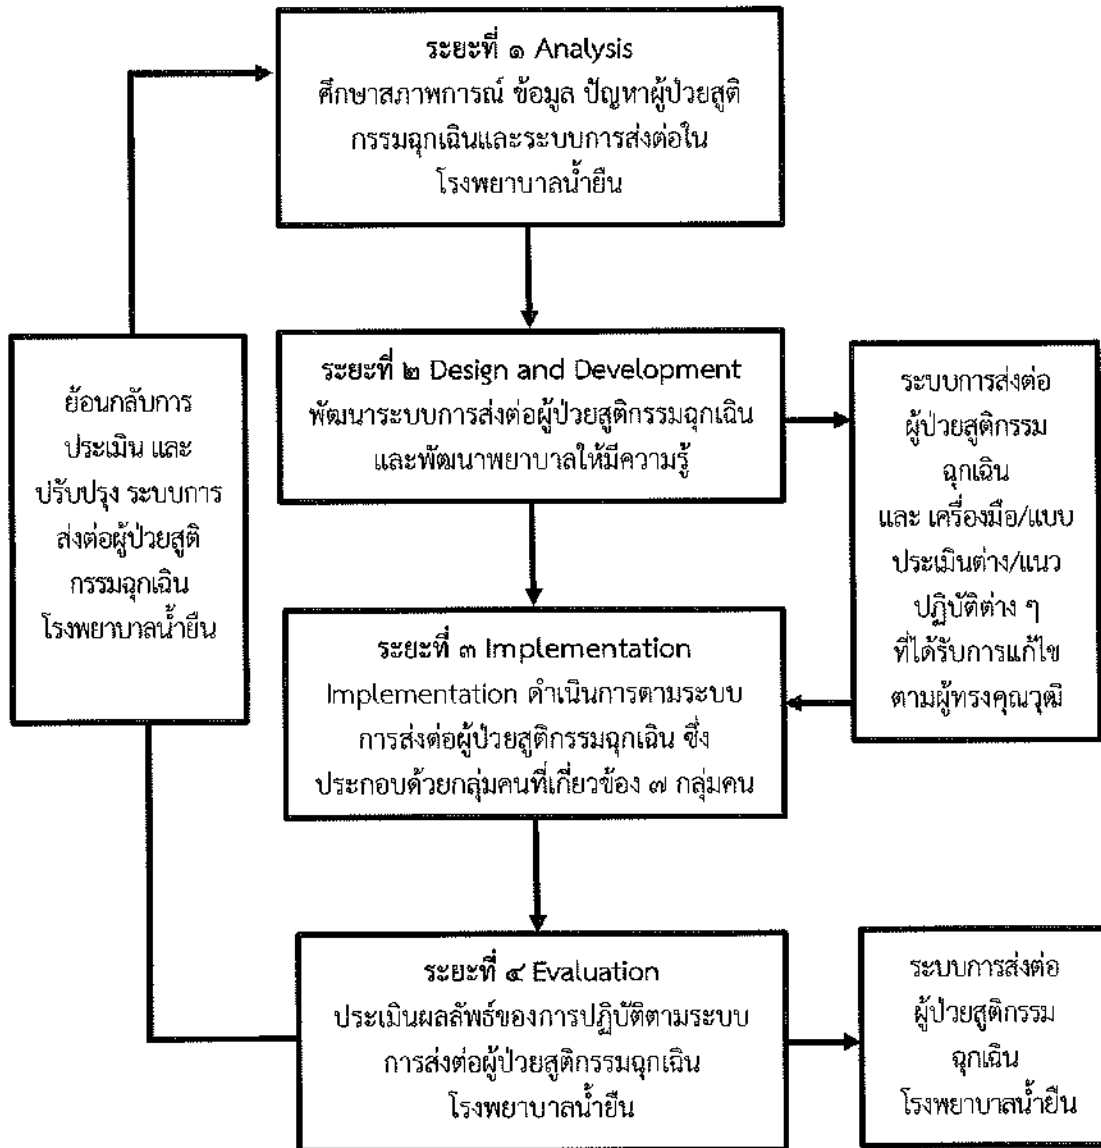 ระยะที่ ๑ Analysis
ศึกษาสภาพการณ์ ข้อมูล ปัญหาผู้ป่วยสูติ
กรรมฉุกเฉินและระบบการส่งต่อใน
โรงพยาบาลน้ำยืน
ระยะที่ ๒ Design and Development
พัฒนาระบบการส่งต่อผู้ป่วยสูติกรรมฉุกเฉิน
และพัฒนาพยาบาลให้มีความรู้
ระบบการส่งต่อ
ผู้ป่วยสูติกรรม
ฉุกเฉิน
และ เครื่องมือ/แบบ
ประเมินต่าง/แนว
ปฏิบัติต่าง ๆ
ที่ได้รับการแก้ไข
ตามผู้ทรงคุณวุฒิ
ย้อนกลับการ
ประเมิน และ
ปรับปรุง ระบบการ
ส่งต่อผู้ป่วยสูติ
กรรมฉุกเฉิน
โรงพยาบาลน้ำยืน
ระยะที่ ๓ Implementation
Implementation ดำเนินการตามระบบ
การส่งต่อผู้ป่วยสูติกรรมฉุกเฉิน ซึ่ง
ประกอบด้วยกลุ่มคนที่เกี่ยวข้อง ๗ กลุ่มคน
ระยะที่ ๔ Evaluation
ประเมินผลลัพธ์ของการปฏิบัติตามระบบ
การส่งต่อผู้ป่วยสูติกรรมฉุกเฉิน
โรงพยาบาลน้ำยืน
ระบบการส่งต่อ
ผู้ป่วยสูติกรรม
ฉุกเฉิน
โรงพยาบาลน้ำยืน